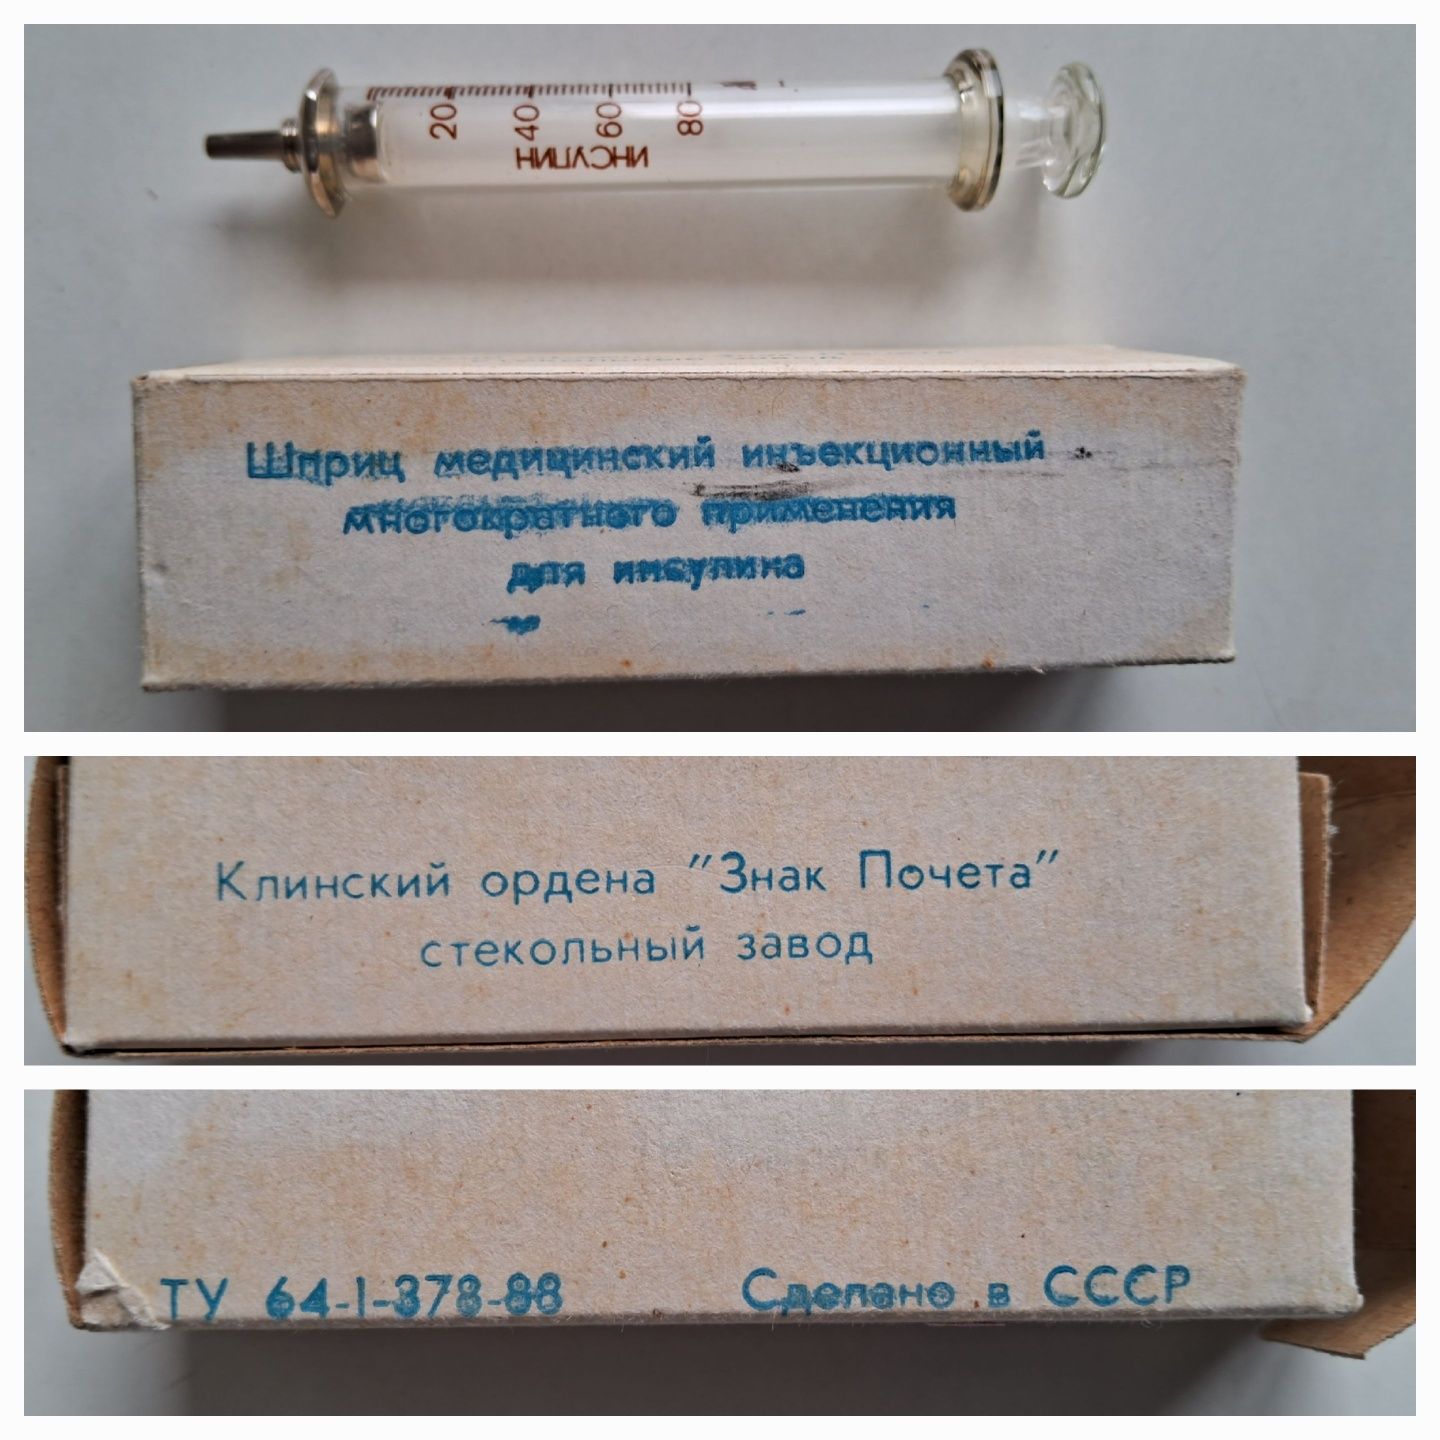 20 40 60 80
ИНСУЛИН
Шприц медицинский инъекционный
многократного применения
для инсулина
Клинский ордена "Знак Почета"
стекольный завод
ТУ 64-1-378-88 Сделано в СССР